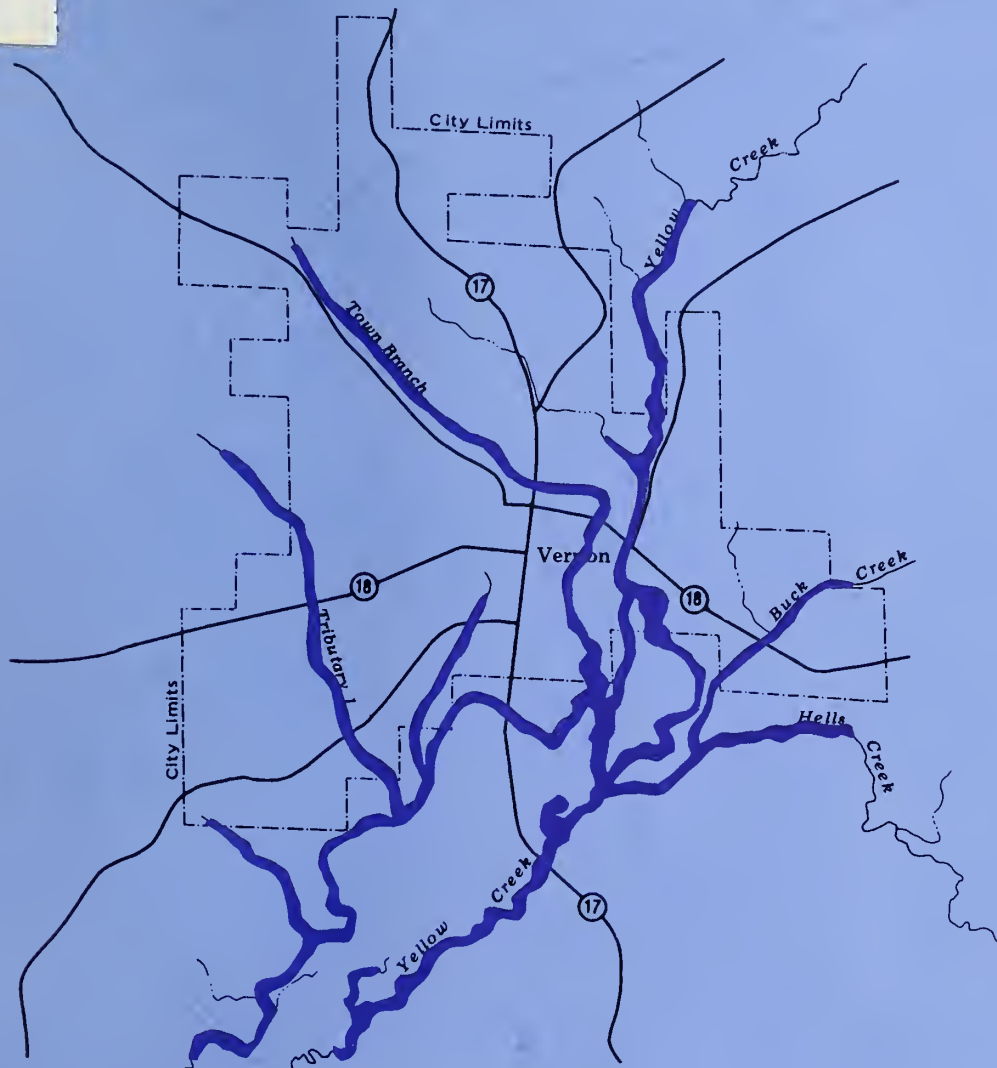 City Limits
Creek
Yellow
17
Town Branch
Vernon
18
18
Buck
Creek
Tributary 1
City Limits
Hells
Creek
Creek
Yellow
17